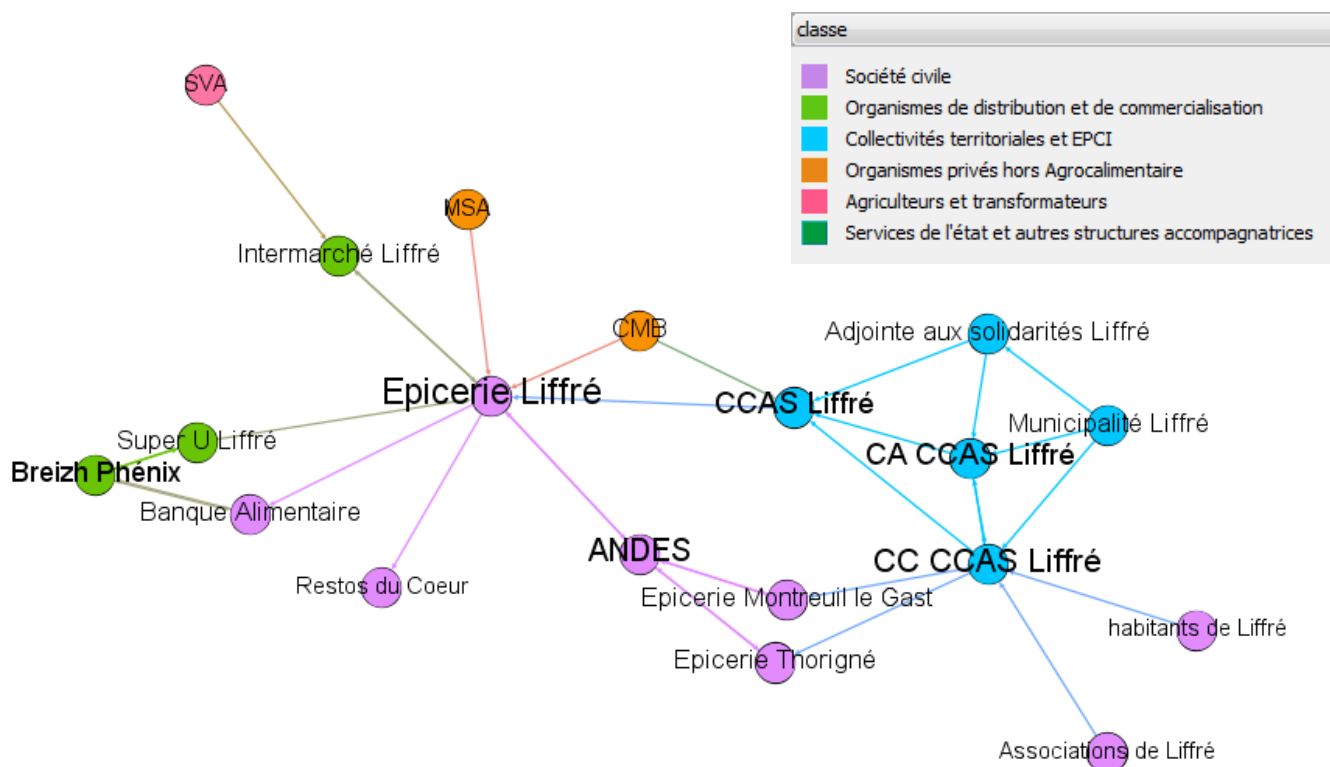 classe
Société civile
Organismes de distribution et de commercialisation
Collectivités territoriales et EPCI
Organismes privés hors Agrocalimentaire
Agriculteurs et transformateurs
Services de l'état et autres structures accompagnatrices
SVA
MSA
Intermarché Liffré
CMB
Adjointe aux solidarités Liffré
Epicerie Liffré
CCAS Liffré
Municipalité Liffré
Super U Liffré
CA CCAS Liffré
Breizh Phénix
Banque Alimentaire
ANDES
CC CCAS Liffré
Restos du Coeur
Epicerie Montreuil le Gast
habitants de Liffré
Epicerie Thorigné
Associations de Liffré